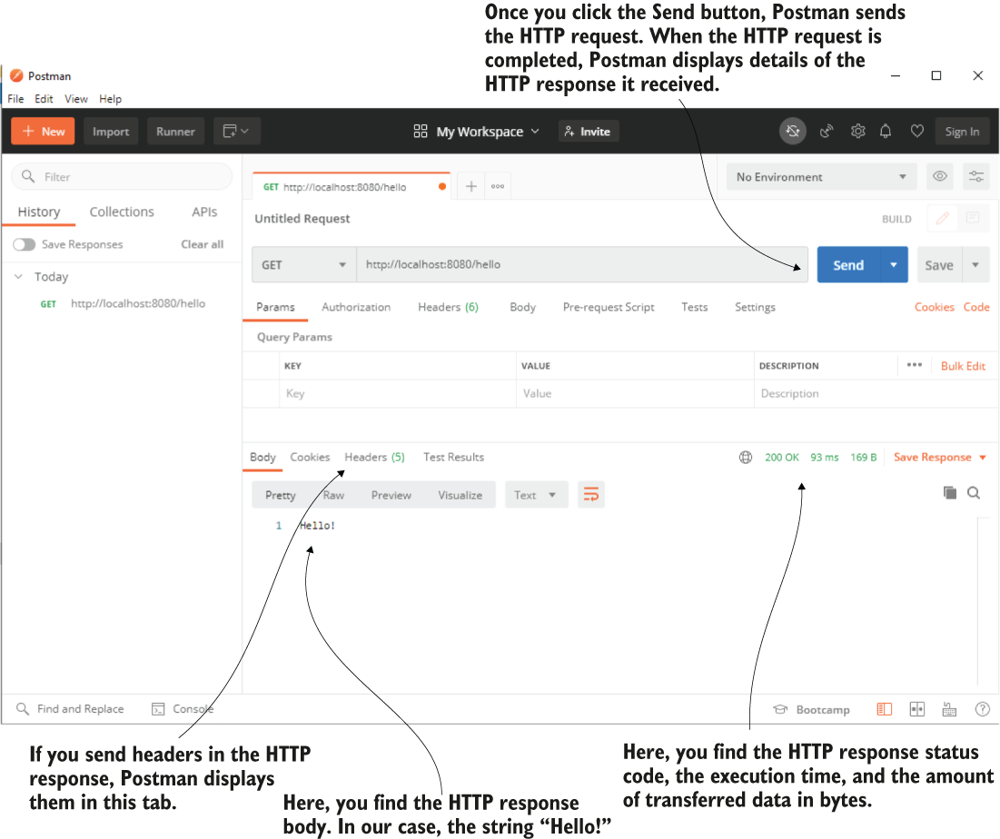 Once you click the Send button, Postman sends
the HTTP request. When the HTTP request is
completed, Postman displays details of the
HTTP response it received.
Postman
File Edit View Help
+ New Import Runner My Workspace Invite Sign In
Filter
GET http://localhost:8080/hello
No Environment
History Collections APIs
Untitled Request BUILD
Save Responses Clear all
GET http://localhost:8080/hello Send Save
Today
GET http://localhost:8080/hello
Params Authorization Headers (6) Body Pre-request Script Tests Settings Cookies Code
Query Params
KEY VALUE DESCRIPTION Bulk Edit
Key Value Description
Body Cookies Headers (5) Test Results 200 OK 93 ms 169 B Save Response
Pretty Raw Preview Visualize Text
1 Hello!
Find and Replace Console Bootcamp
If you send headers in the HTTP
response, Postman displays
them in this tab.
Here, you find the HTTP response
body. In our case, the string “Hello!”
Here, you find the HTTP response status
code, the execution time, and the amount
of transferred data in bytes.